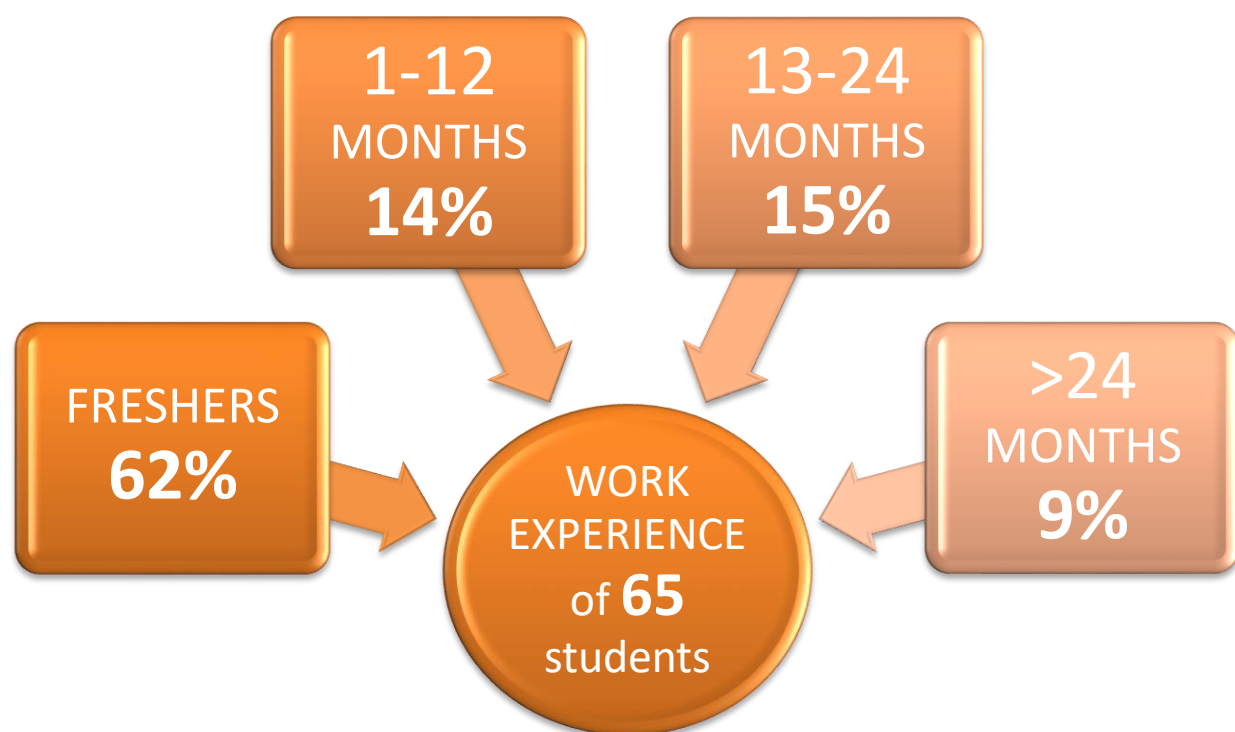 1-12
MONTHS
14%
13-24
MONTHS
15%
FRESHERS
62%
>24
MONTHS
9%
WORK
EXPERIENCE
of 65
students